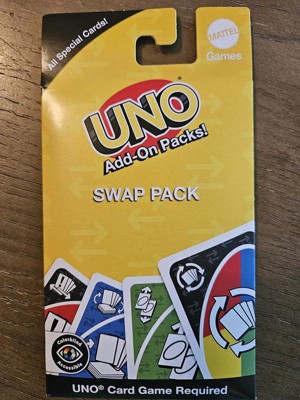 All Special Cards!
MATTEL
Games
UNO
Add-On Packs!
SWAP PACK
Colorblind
Accessible
UNO® Card Game Required